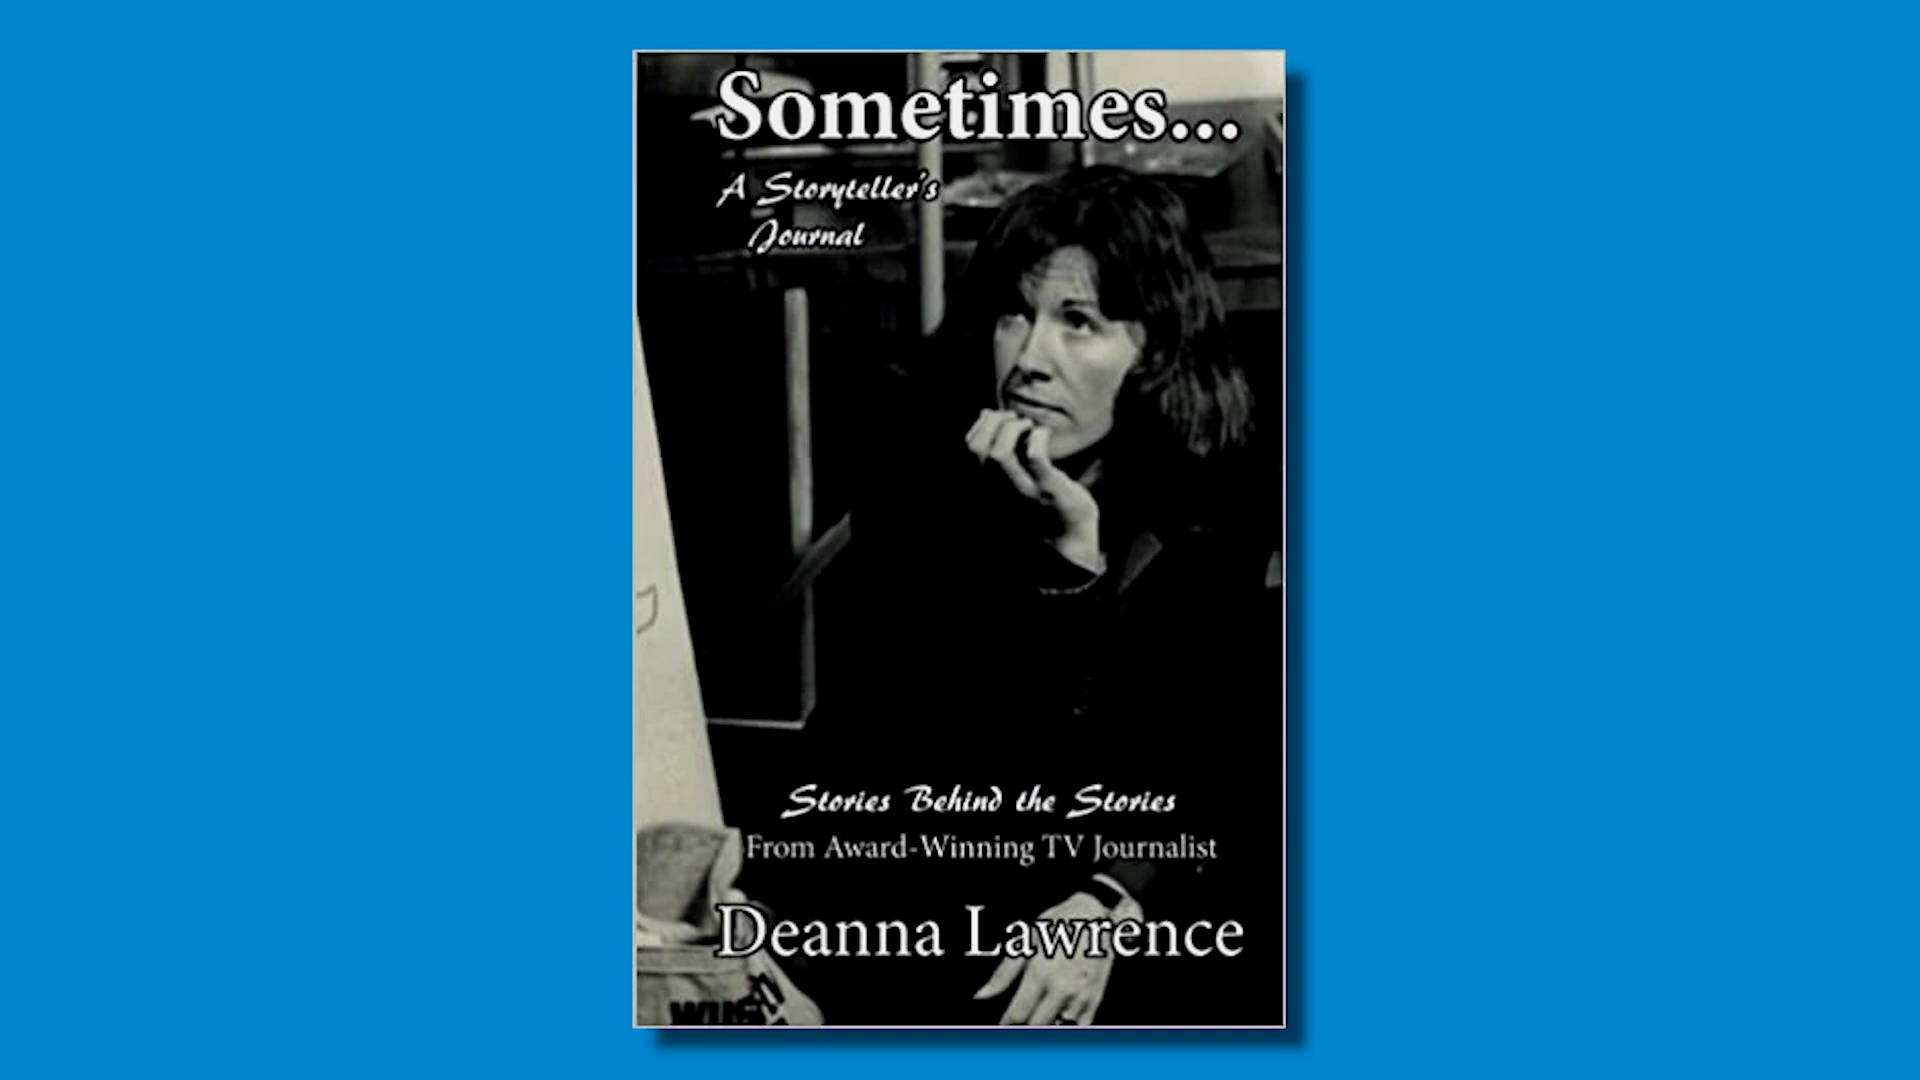 Sometimes...
A Storyteller's
Journal
Stories Behind the Stories
From Award-Winning TV Journalist
Deanna Lawrence